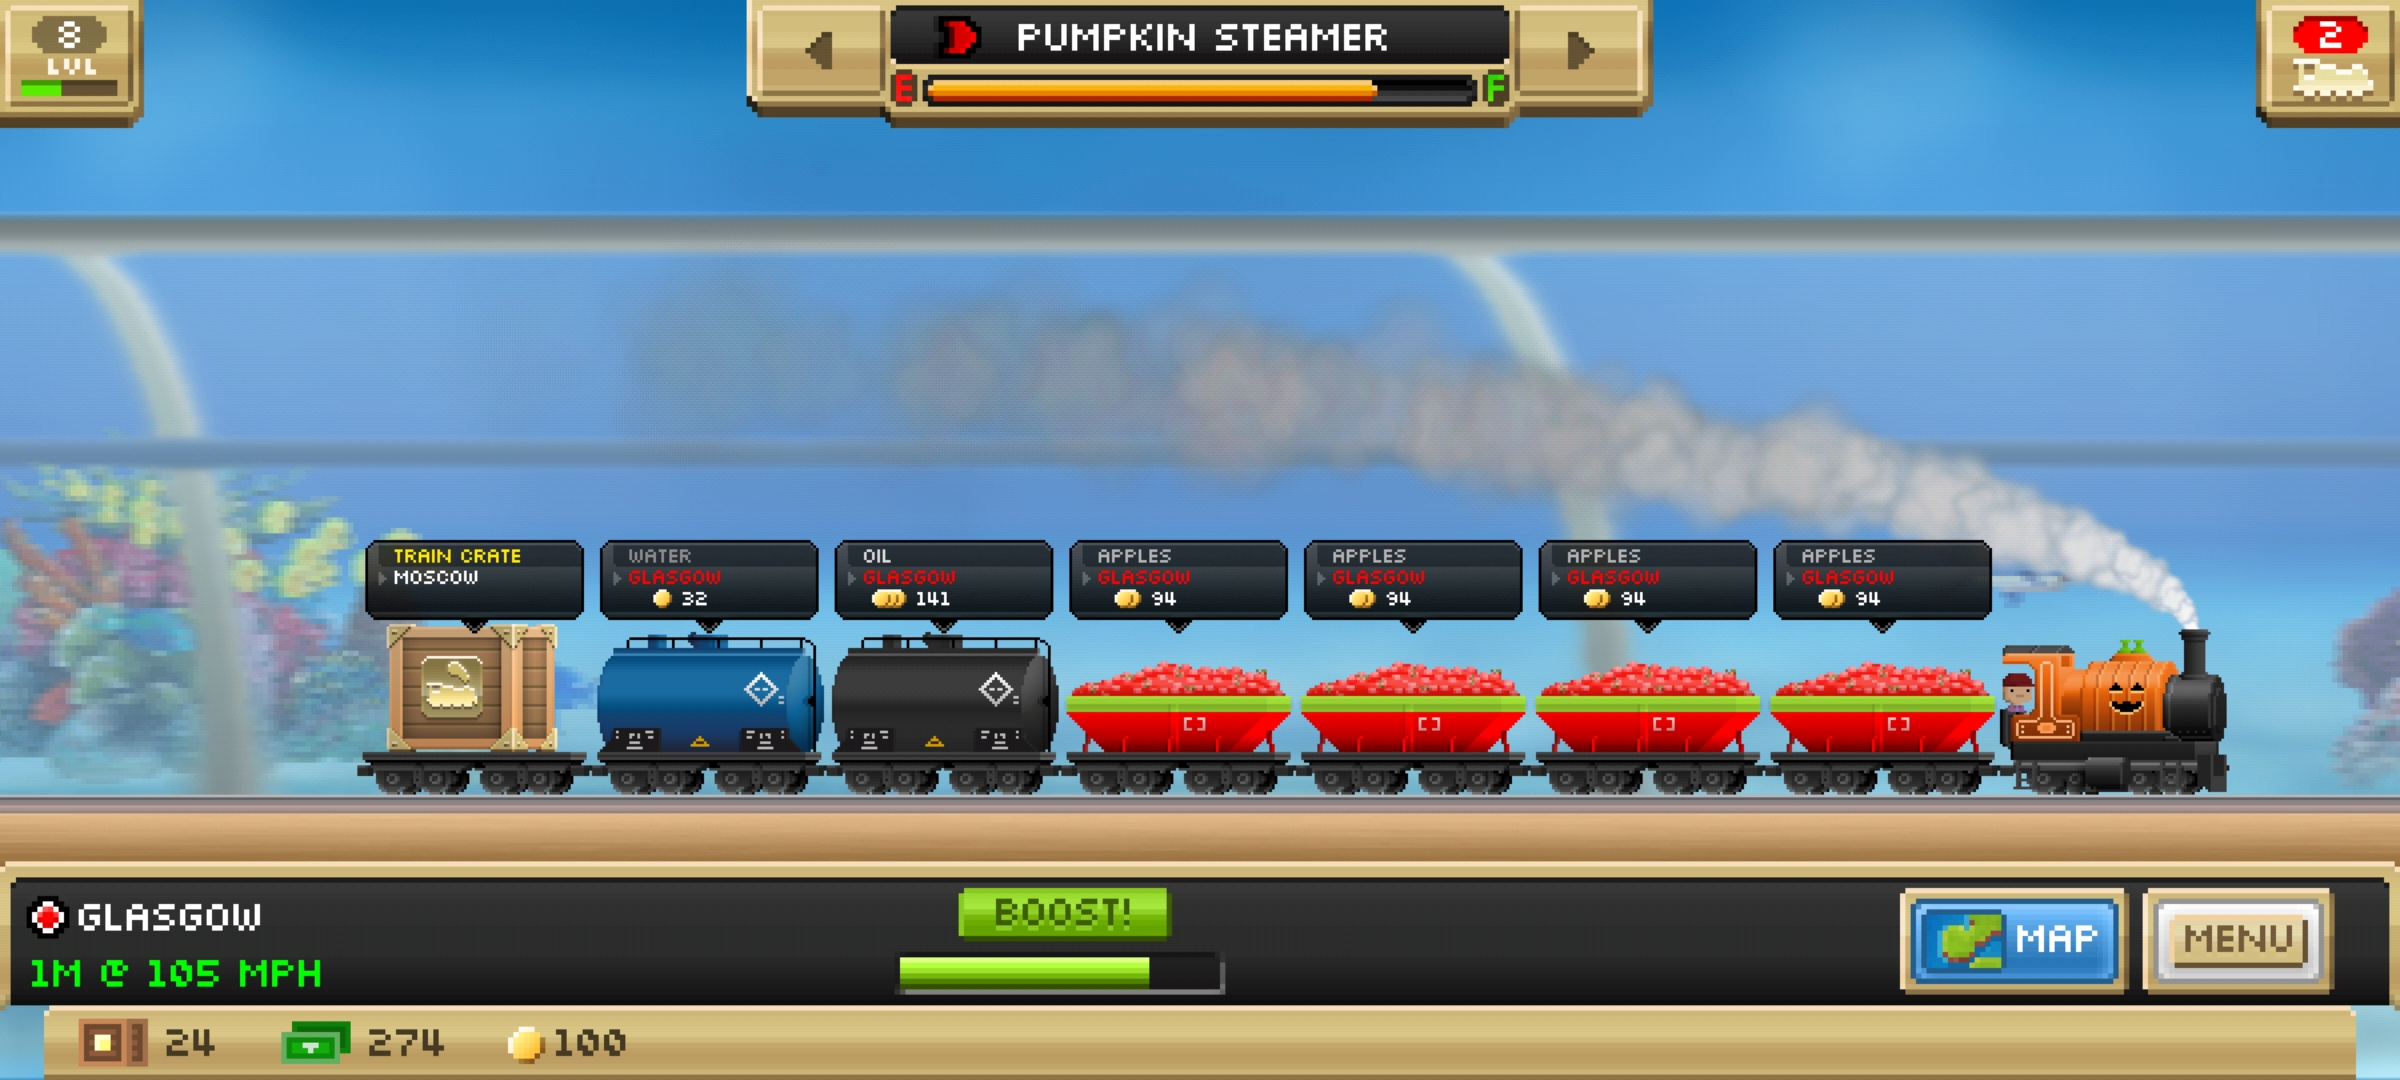 8
LVL
PUMPKIN STEAMER
E F
2
TRAIN CRATE
MOSCOW
WATER
GLASGOW
32
OIL
GLASGOW
141
APPLES
GLASGOW
94
APPLES
GLASGOW
94
APPLES
GLASGOW
94
APPLES
GLASGOW
94
GLASGOW
1M @ 105 MPH
BOOST!
MAP
MENU
24
274
100